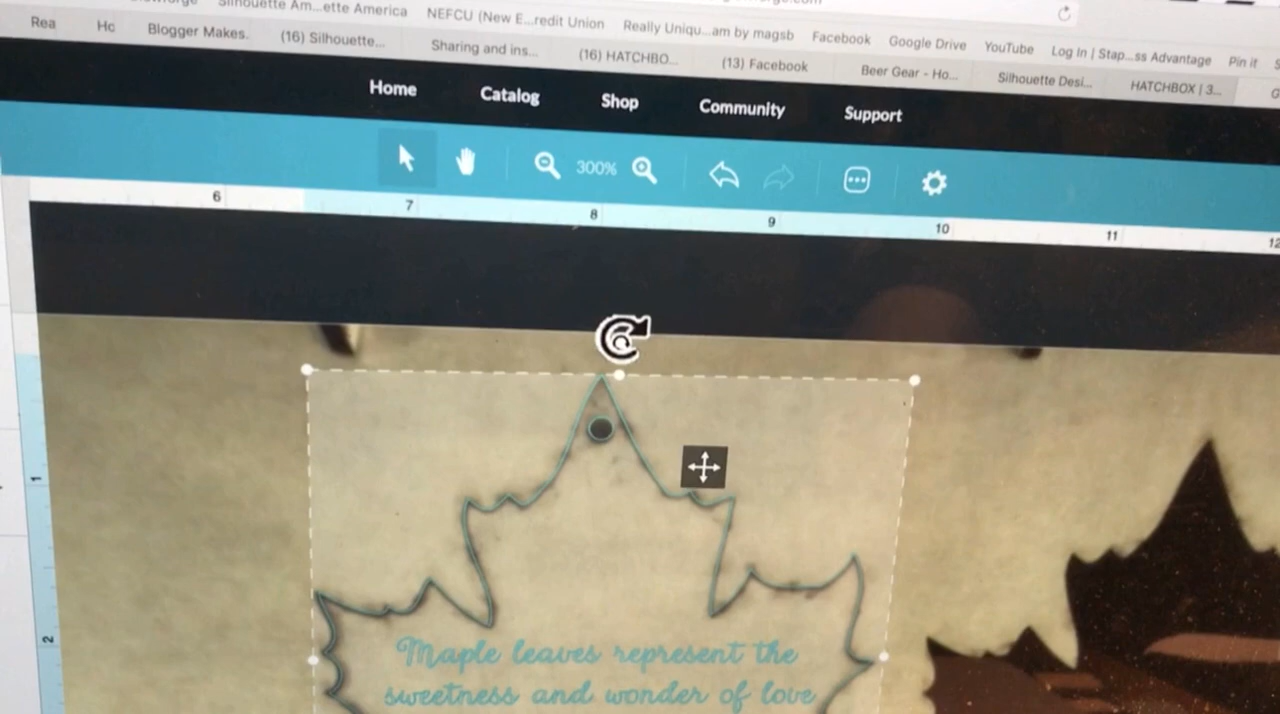 Silhouette Am...ette America NEFCU (New E...redit Union Really Uniqu...am by magsb Facebook Google Drive YouTube Log In | Stap...ss Advantage Pin it
Rea Ho Blogger Makes. (16) Silhouette... Sharing and ins... (16) HATCHBO... (13) Facebook Beer Gear - Ho... Silhouette Desi... HATCHBOX | 3...
Home Catalog Shop Community Support
300%
6 7 8 9 10 11 12
1
2
Maple leaves represent the
sweetness and wonder of love